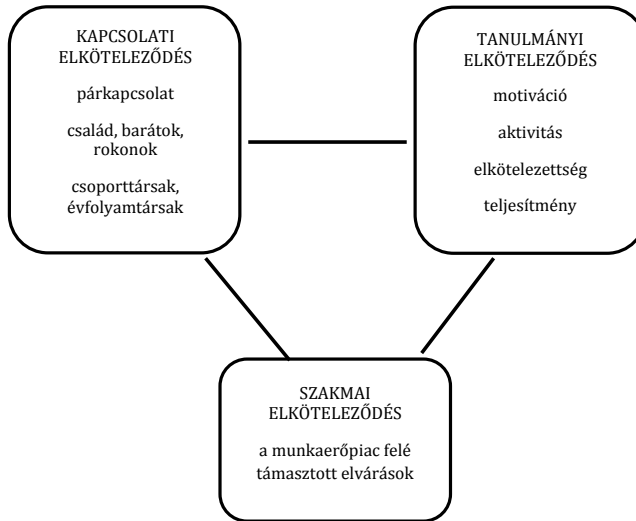 KAPCSOLATI
ELKÖTELEZŐDÉS
párkapcsolat
család, barátok,
rokonok
csoporttársak,
évfolyamtársak
TANULMÁNYI
ELKÖTELEZŐDÉS
motiváció
aktivitás
elkötelezettség
teljesítmény
SZAKMAI
ELKÖTELEZŐDÉS
a munkaerőpiac felé
támasztott elvárások